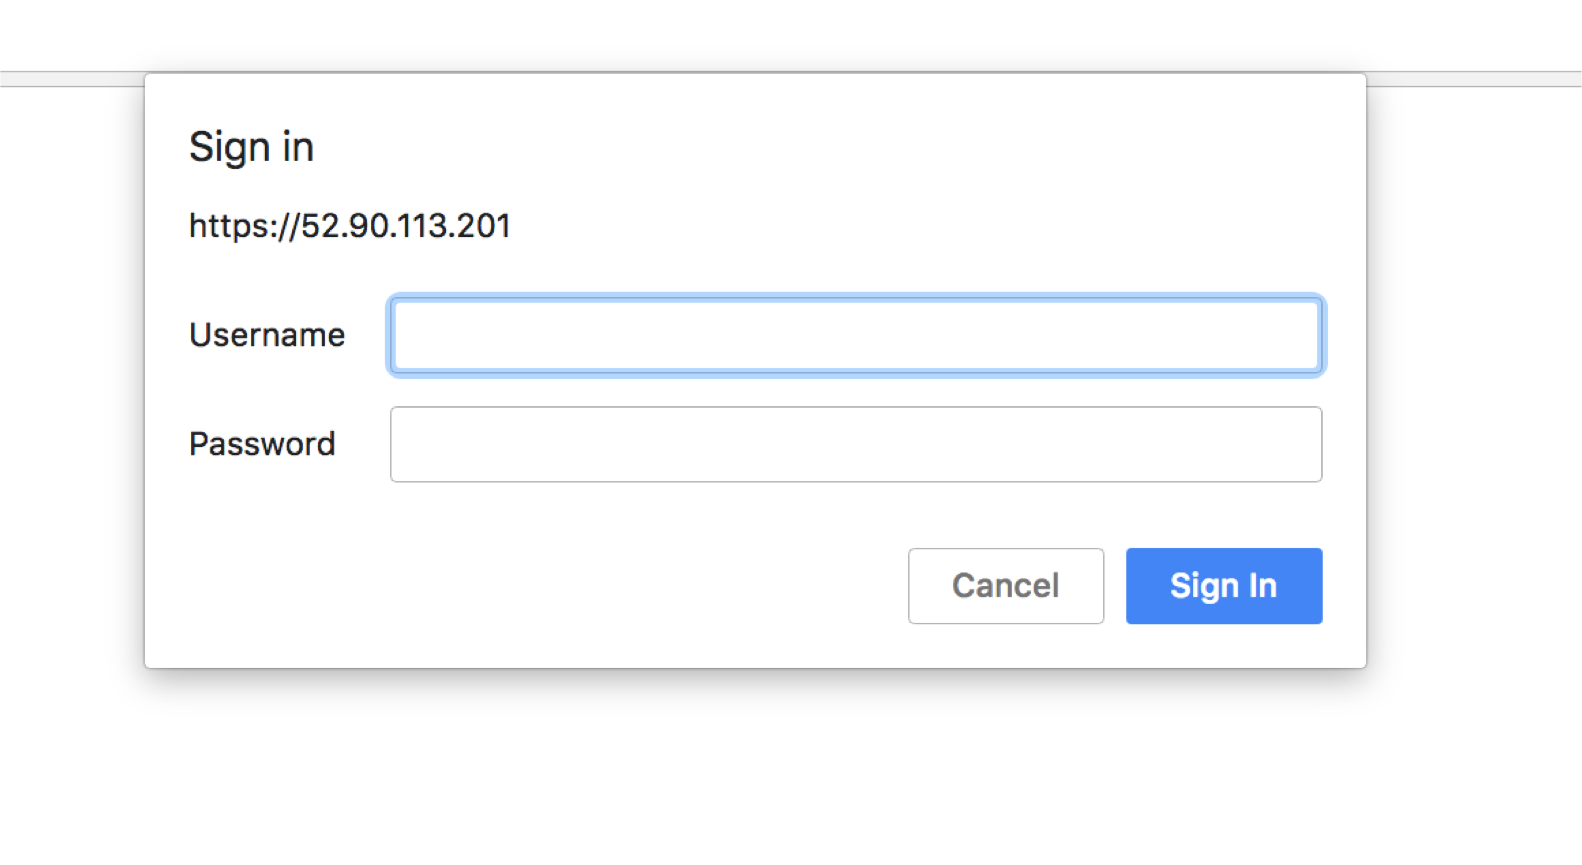 Sign in
https://52.90.113.201
Username
Password
Cancel Sign In